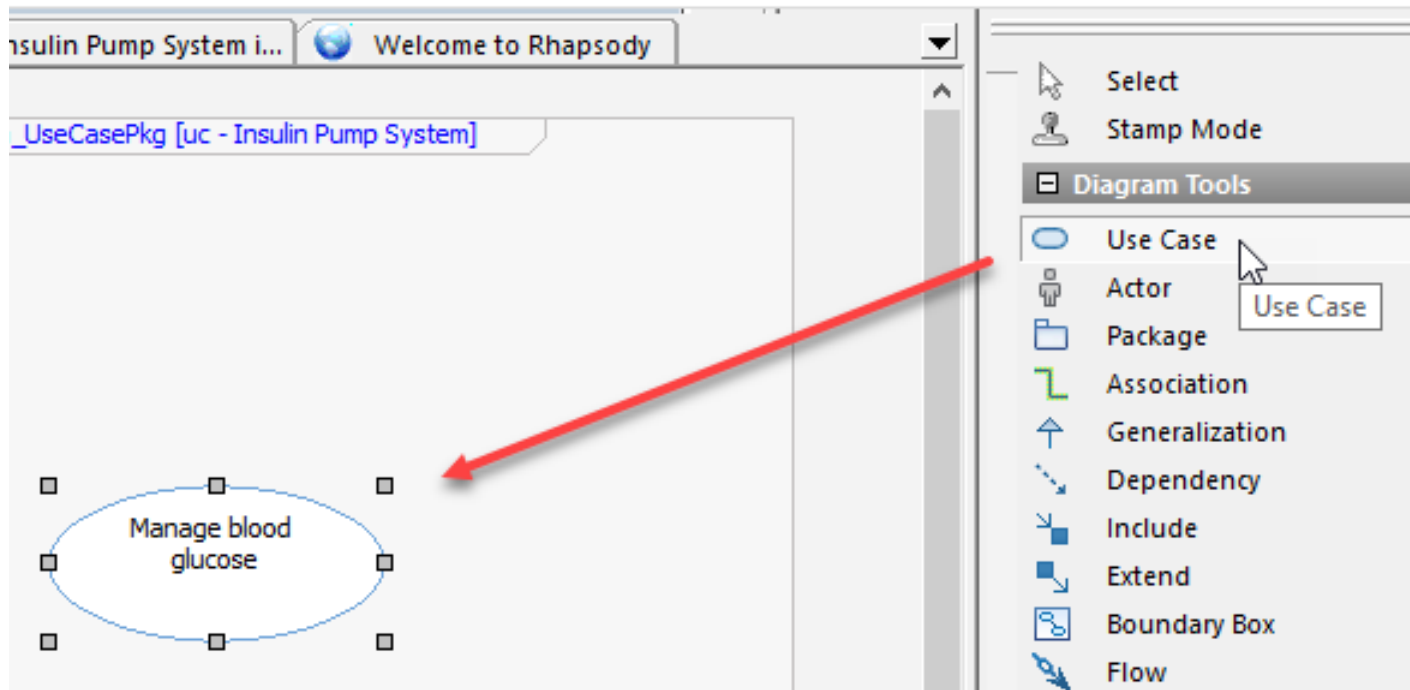 nsulin Pump System i...
Welcome to Rhapsody
_UseCasePkg [uc - Insulin Pump System]
Manage blood
glucose
Select
Stamp Mode
Diagram Tools
Use Case
Actor
Use Case
Package
Association
Generalization
Dependency
Include
Extend
Boundary Box
Flow